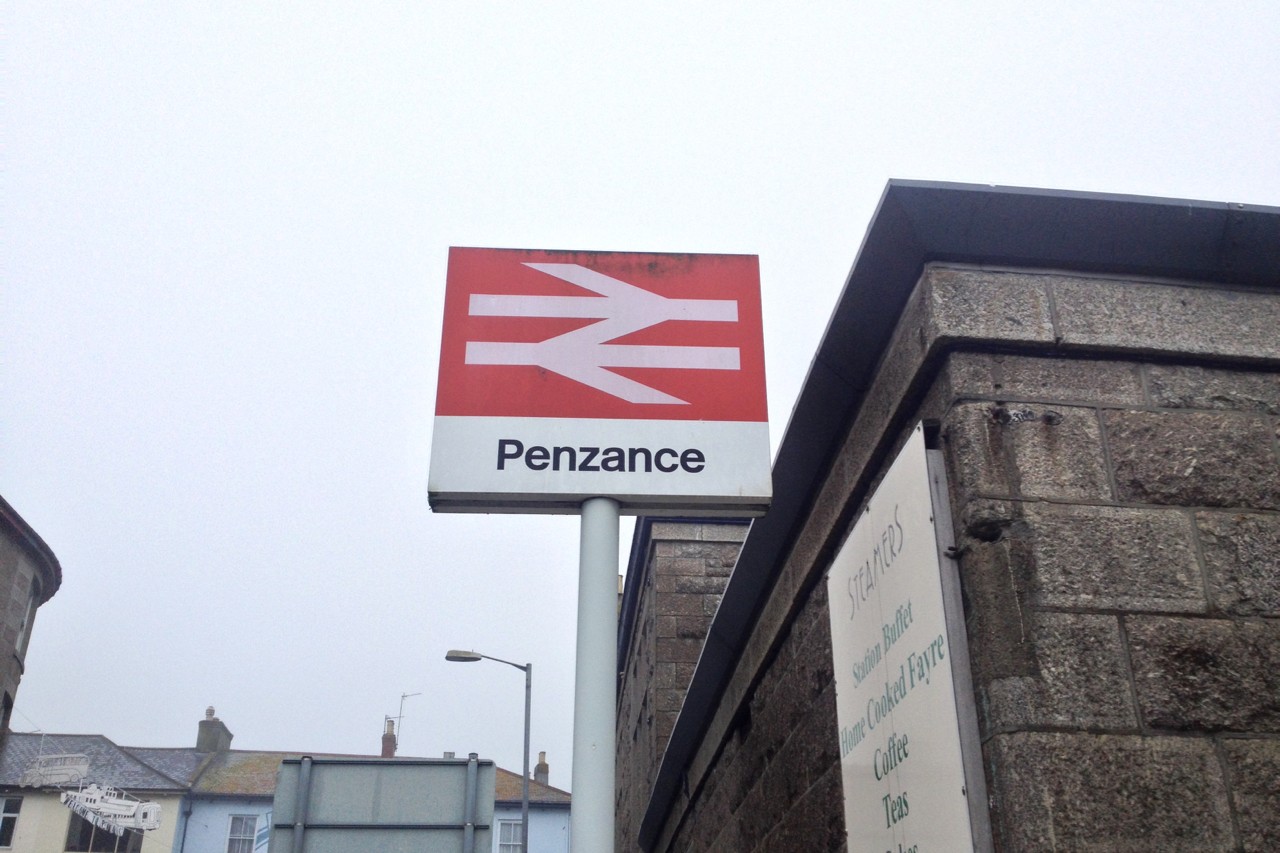 Penzance
STEAMERS
Station Buffet
Home Cooked Fayre
Coffee
Teas